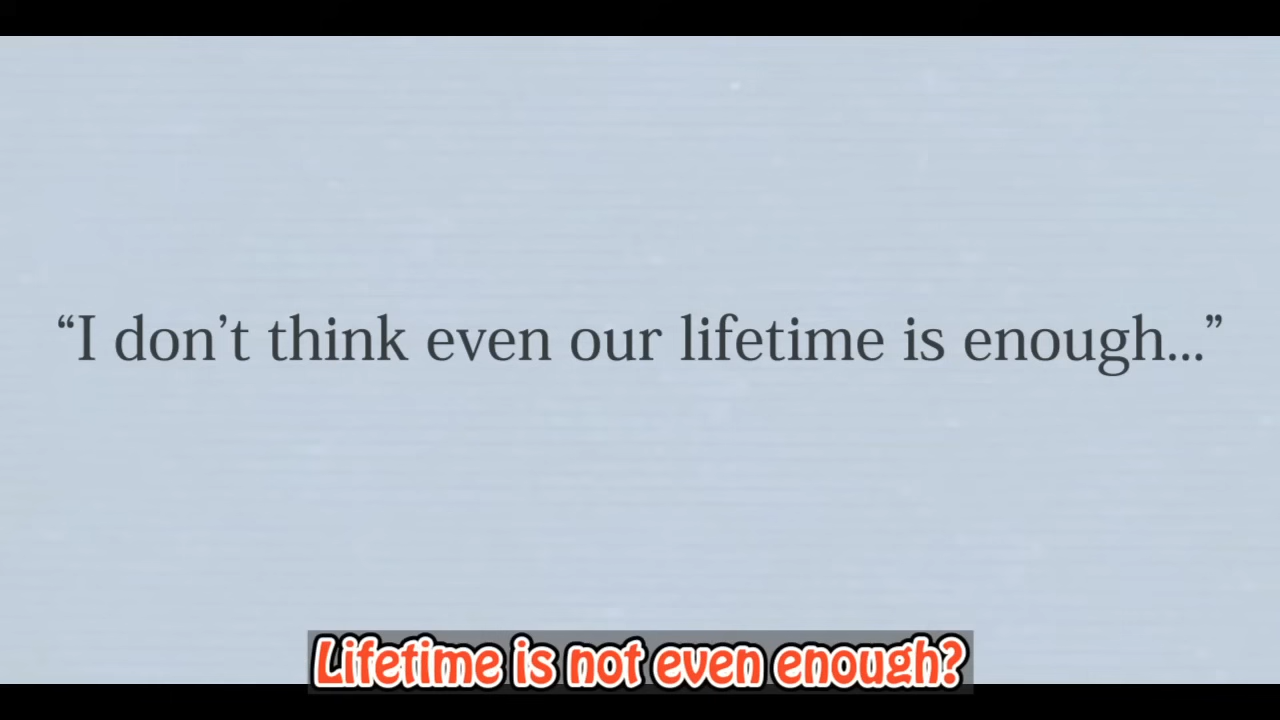 “I don’t think even our lifetime is enough...”
Lifetime is not even enough?